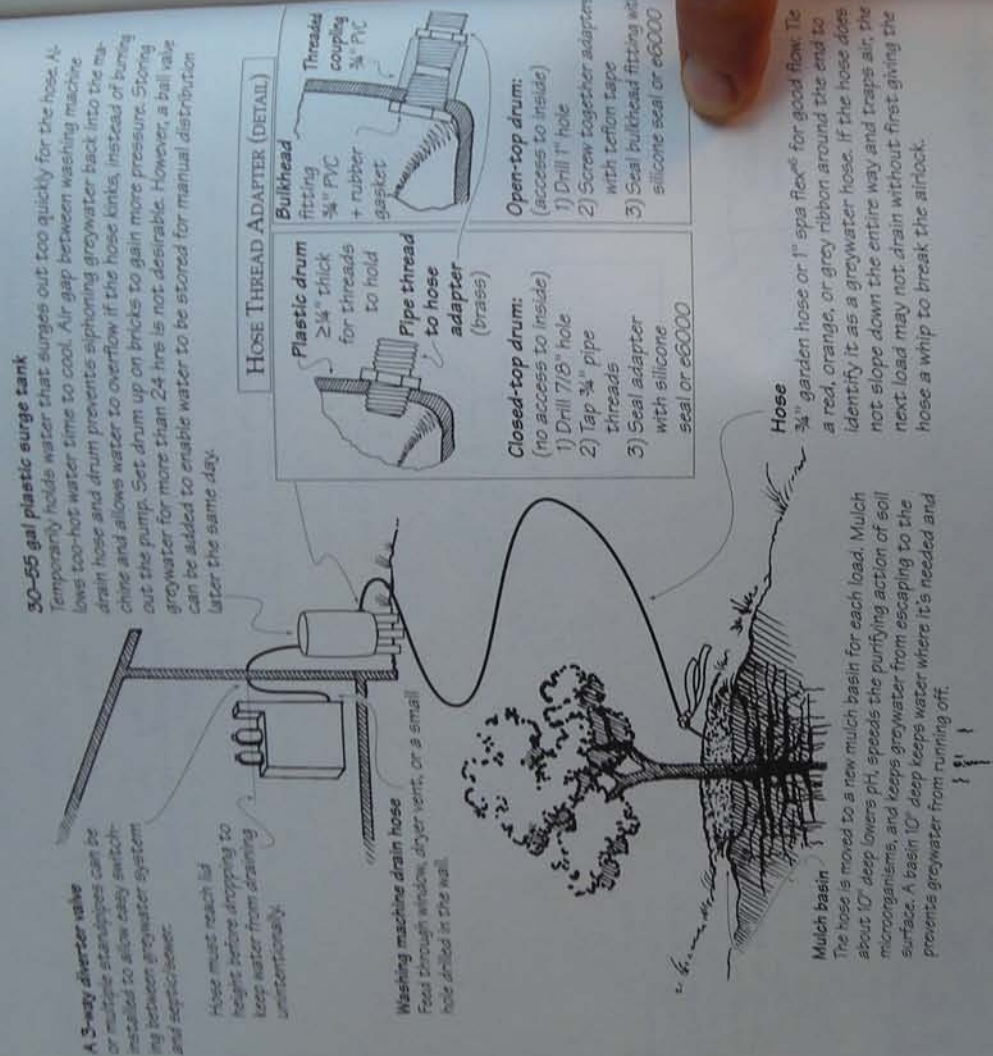 A 3-way diverter valve
or multiple standpipes can be
installed to allow easy switch-
ing between greywater system
and septic/sewer.
Hose must reach lid
height before dropping to
keep water from draining
unintentionally.
Washing machine drain hose
Feed through window, dryer vent, or a small
hole drilled in the wall.
30–55 gal plastic surge tank
Temporarily holds water that surges out too quickly for the hose. Al-
lows too-hot water time to cool. Air gap between washing machine
drain hose and drum prevents siphoning greywater back into the ma-
chine and allows water to overflow if the hose kinks, instead of burning
out the pump. Set drum up on bricks to gain more pressure. Storing
greywater for more than 24 hrs is not desirable. However, a ball valve
can be added to enable water to be stored for manual distribution
later the same day.
HOSE THREAD ADAPTER (DETAIL)
Plastic drum
≥¼" thick
for threads
to hold
Pipe thread
to hose
adapter
(brass)
Closed-top drum:
(no access to inside)
1) Drill 7/8" hole
2) Tap ¾" pipe
threads
3) Seal adapter
with silicone
seal or e6000
Bulkhead
fitting
¾" PVC
+ rubber
gasket
Threaded
coupling
¾" PVC
Open-top drum:
(access to inside)
1) Drill 1" hole
2) Screw together adapters
with teflon tape
3) Seal bulkhead fitting with
silicone seal or e6000
Mulch basin
The hose is moved to a new mulch basin for each load. Mulch
about 10" deep lowers pH, speeds the purifying action of soil
microorganisms, and keeps greywater from escaping to the
surface. A basin 10" deep keeps water where it's needed and
prevents greywater from running off.
Hose
¾" garden hose or 1" spa flex⁶ for good flow. Tie
a red, orange, or grey ribbon around the end to
identify it as a greywater hose. If the hose does
not slope down the entire way and traps air, the
next load may not drain without first giving the
hose a whip to break the airlock.